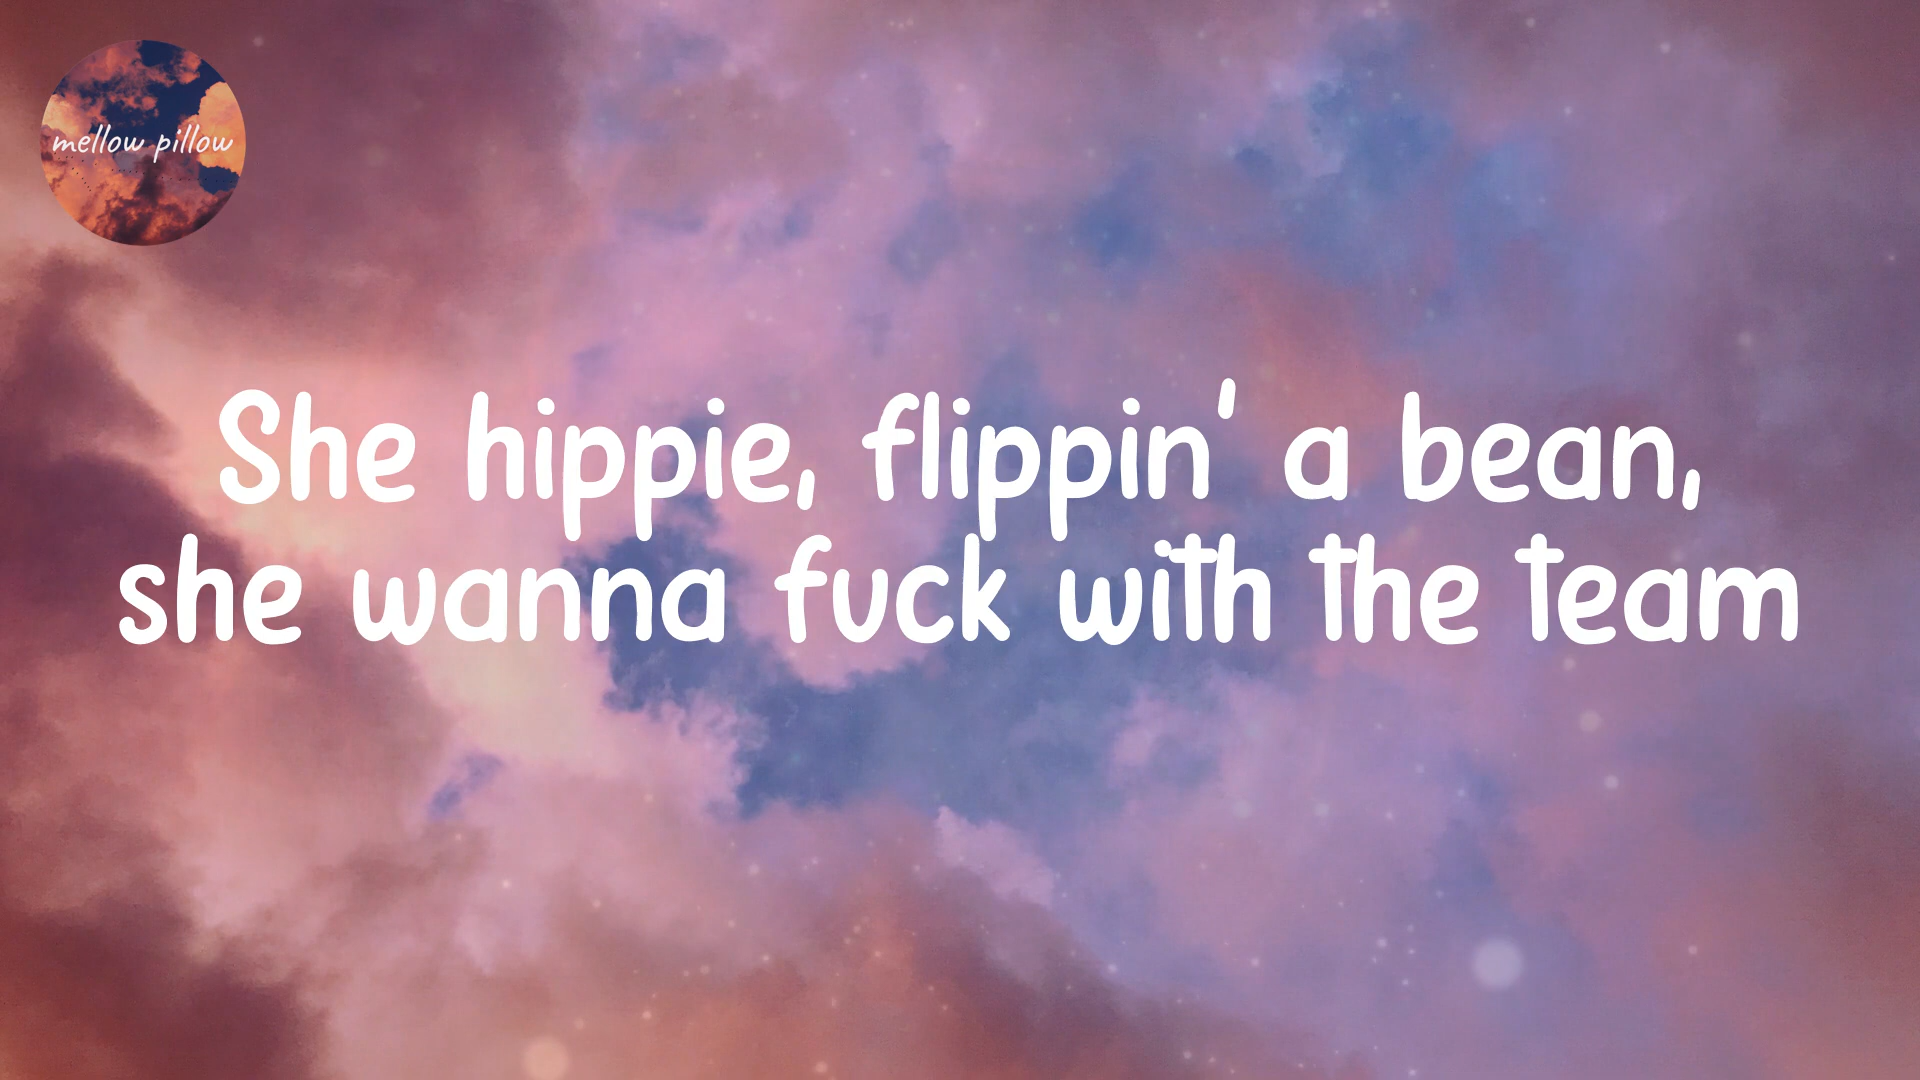 mellow pillow
She hippie, flippin' a bean,
she wanna fuck with the team